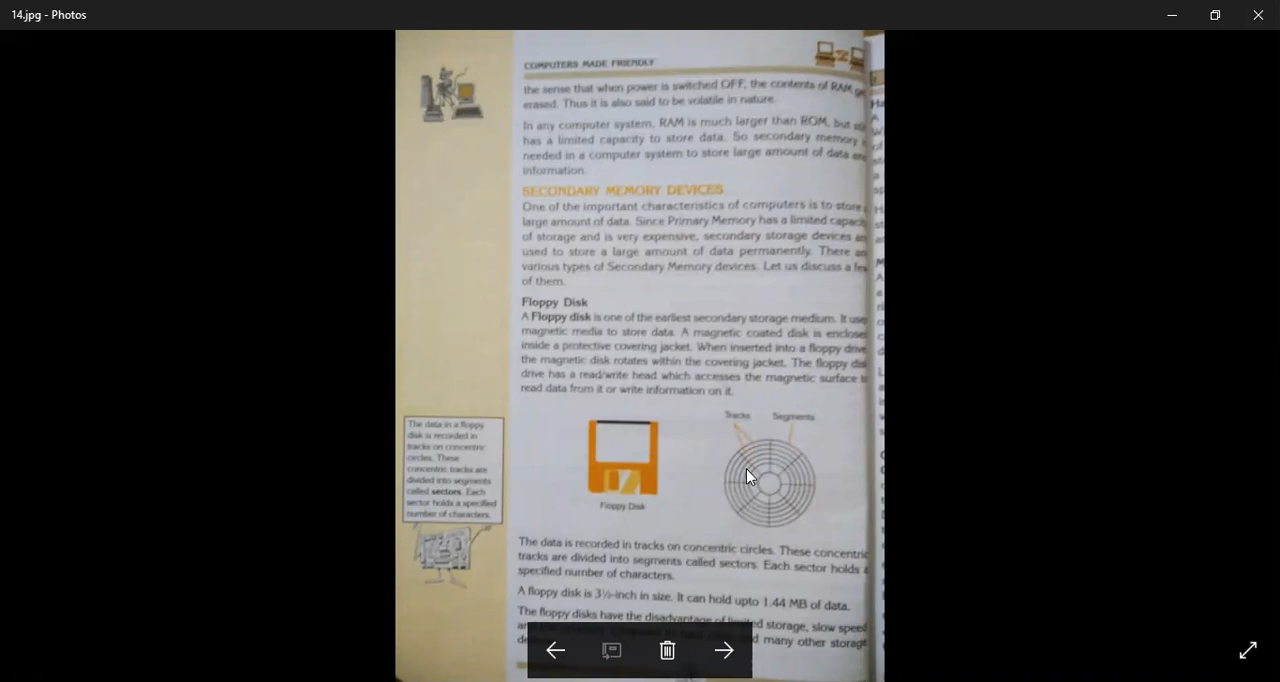 14.jpg - Photos
COMPUTERS MADE FRIENDLY
the sense that when power is switched OFF, the contents of RAM
erased. Thus it is also said to be volatile in nature.
In any computer system, RAM is much larger than ROM, but
has a limited capacity to store data. So secondary memory
needed in a computer system to store large amount of data
information.
SECONDARY MEMORY DEVICES
One of the important characteristics of computers is to store
large amount of data. Since Primary Memory has a limited
of storage and is very expensive, secondary storage devices
used to store a large amount of data permanently. There
various types of Secondary Memory devices. Let us discuss a
of them.
Floppy Disk
A Floppy disk is one of the earliest secondary storage medium. It
magnetic media to store data. A magnetic coated disk is
inside a protective covering jacket. When inserted into a floppy
the magnetic disk rotates within the covering jacket. The floppy
drive has a read/write head which accesses the magnetic surface
read data from it or write information on it.
Tracks Segments
Floppy Disk
The data in a floppy
disk is recorded in
tracks on concentric
circles. These
concentric tracks are
divided into segments
called sectors. Each
sector holds a specified
number of characters.
The data is recorded in tracks on concentric circles. These
tracks are divided into segments called sectors. Each sector holds
specified number of characters.
A floppy disk is 3½-inch in size. It can hold upto 1.44 MB of data.
The floppy disks have the disadvantage of limited storage, slow speed
many other storage